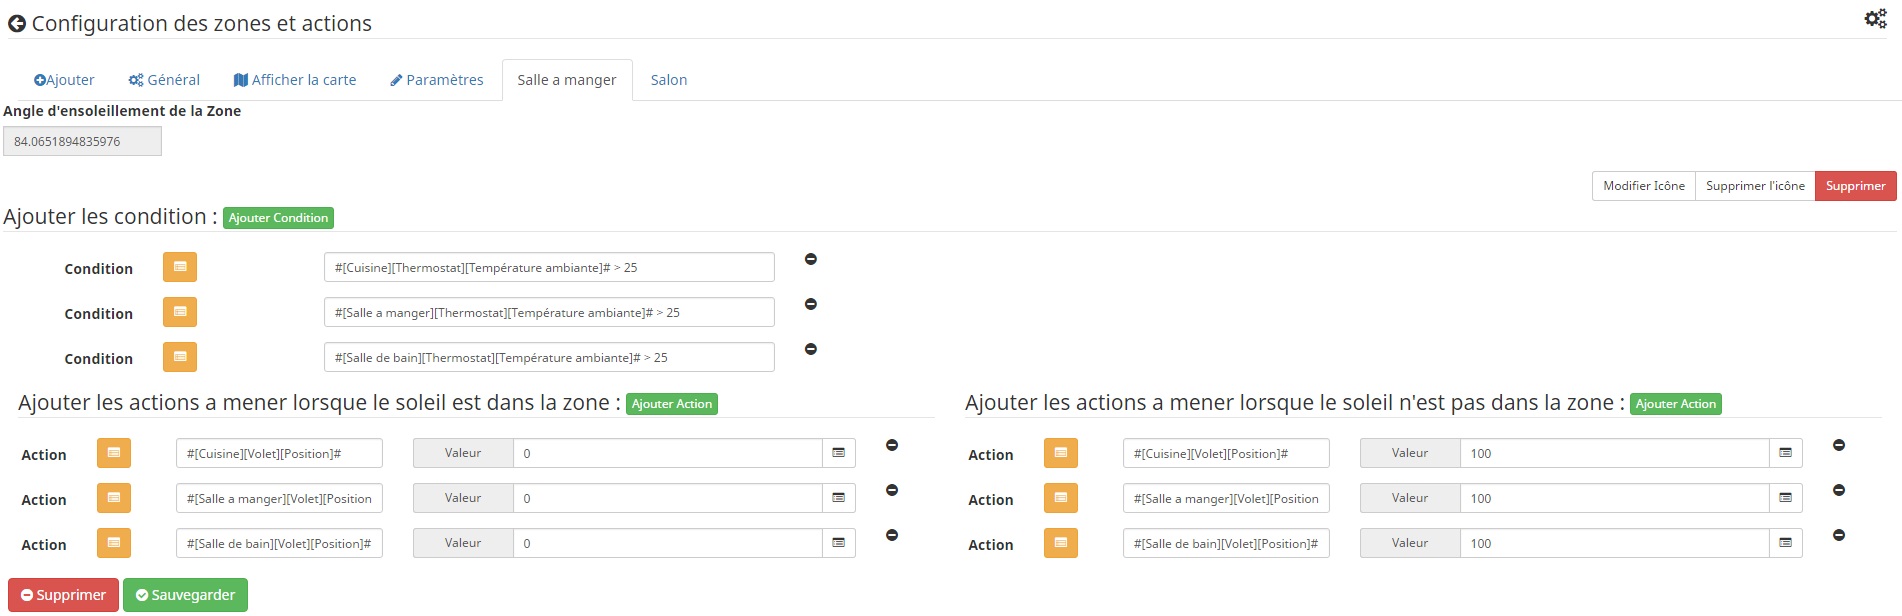 Configuration des zones et actions
Ajouter Général Afficher la carte Paramètres Salle a manger Salon
Angle d'ensoleillement de la Zone
84.0651894835976
Modifier Icône Supprimer l'icône Supprimer
Ajouter les condition : Ajouter Condition
Condition #[Cuisine][Thermostat][Température ambiante]# > 25
Condition #[Salle a manger][Thermostat][Température ambiante]# > 25
Condition #[Salle de bain][Thermostat][Température ambiante]# > 25
Ajouter les actions a mener lorsque le soleil est dans la zone : Ajouter Action
Action #[Cuisine][Volet][Position]# Valeur 0
Action #[Salle a manger][Volet][Position Valeur 0
Action #[Salle de bain][Volet][Position]# Valeur 0
Ajouter les actions a mener lorsque le soleil n'est pas dans la zone : Ajouter Action
Action #[Cuisine][Volet][Position]# Valeur 100
Action #[Salle a manger][Volet][Position Valeur 100
Action #[Salle de bain][Volet][Position]# Valeur 100
Supprimer Sauvegarder